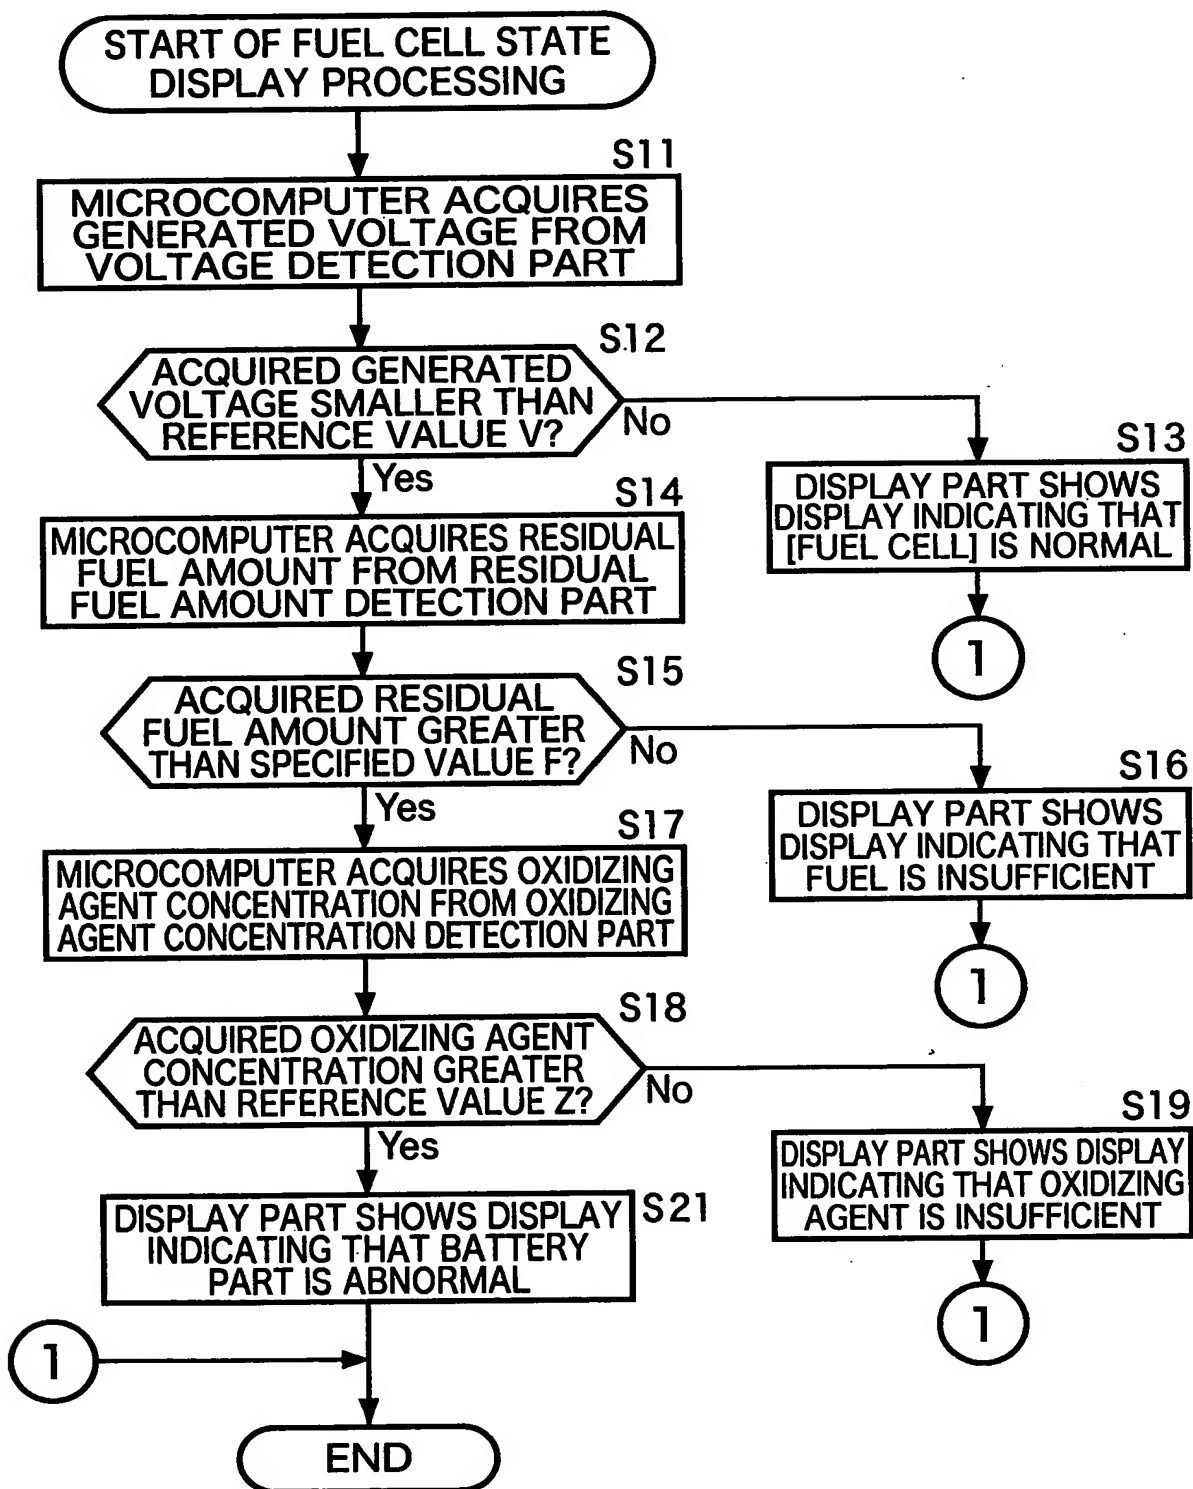 START OF FUEL CELL STATE
DISPLAY PROCESSING
S11
MICROCOMPUTER ACQUIRES
GENERATED VOLTAGE FROM
VOLTAGE DETECTION PART
S12
ACQUIRED GENERATED
VOLTAGE SMALLER THAN
REFERENCE VALUE V?
No
Yes
S13
DISPLAY PART SHOWS
DISPLAY INDICATING THAT
[FUEL CELL] IS NORMAL
1
S14
MICROCOMPUTER ACQUIRES RESIDUAL
FUEL AMOUNT FROM RESIDUAL
FUEL AMOUNT DETECTION PART
S15
ACQUIRED RESIDUAL
FUEL AMOUNT GREATER
THAN SPECIFIED VALUE F?
No
Yes
S16
DISPLAY PART SHOWS
DISPLAY INDICATING THAT
FUEL IS INSUFFICIENT
1
S17
MICROCOMPUTER ACQUIRES OXIDIZING
AGENT CONCENTRATION FROM OXIDIZING
AGENT CONCENTRATION DETECTION PART
S18
ACQUIRED OXIDIZING AGENT
CONCENTRATION GREATER
THAN REFERENCE VALUE Z?
No
Yes
S19
DISPLAY PART SHOWS DISPLAY
INDICATING THAT OXIDIZING
AGENT IS INSUFFICIENT
1
S21
DISPLAY PART SHOWS DISPLAY
INDICATING THAT BATTERY
PART IS ABNORMAL
1
END